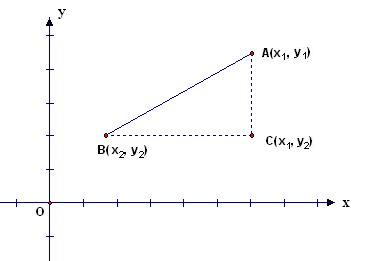 y
A(x₁, y₁)
B(x₂, y₂)
C(x₁, y₂)
O
x